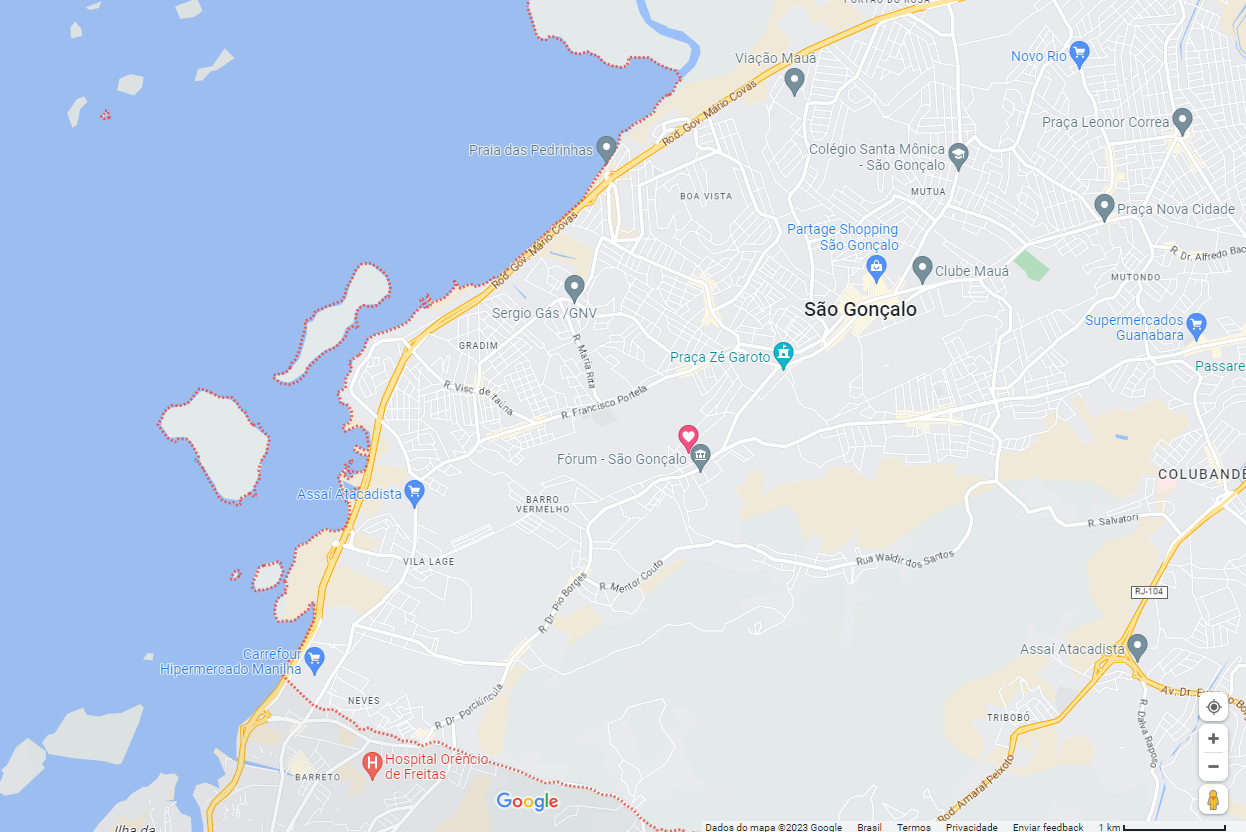 PORTÃO DO ROSA
Viação Mauá
Novo Rio
Rod. Gov. Mário Covas
Praça Leonor Correa
Praia das Pedrinhas
Colégio Santa Mônica
- São Gonçalo
MUTUA
BOA VISTA
Praça Nova Cidade
Rod. Gov. Mário Covas
Partage Shopping
São Gonçalo
R. Dr. Alfredo Bac
Clube Mauá
MUTONDO
Sergio Gás /GNV
São Gonçalo
Supermercados
Guanabara
GRADIM
R. Maria Rita
Praça Zé Garoto
Passare
R. Visc. de Itaúna
R. Francisco Portela
Fórum - São Gonçalo
COLUBANDÊ
Assaí Atacadista
BARRO
VERMELHO
R. Salvatori
VILA LAGE
Rua Waldir dos Santos
R. Mentor Couto
R. Dr. Pio Borges
RJ-104
Carrefour
Hipermercado Manilha
Assaí Atacadista
NEVES
R. Dr. Porciúncula
TRIBOBÓ
Av. Dr. Eugênio Bor
R. Dalva Raposo
Hospital Orêncio
de Freitas
BARRETO
Rod. Amaral Peixoto
Google
Ilha da
Dados do mapa ©2023 Google Brasil Termos Privacidade Enviar feedback 1 km